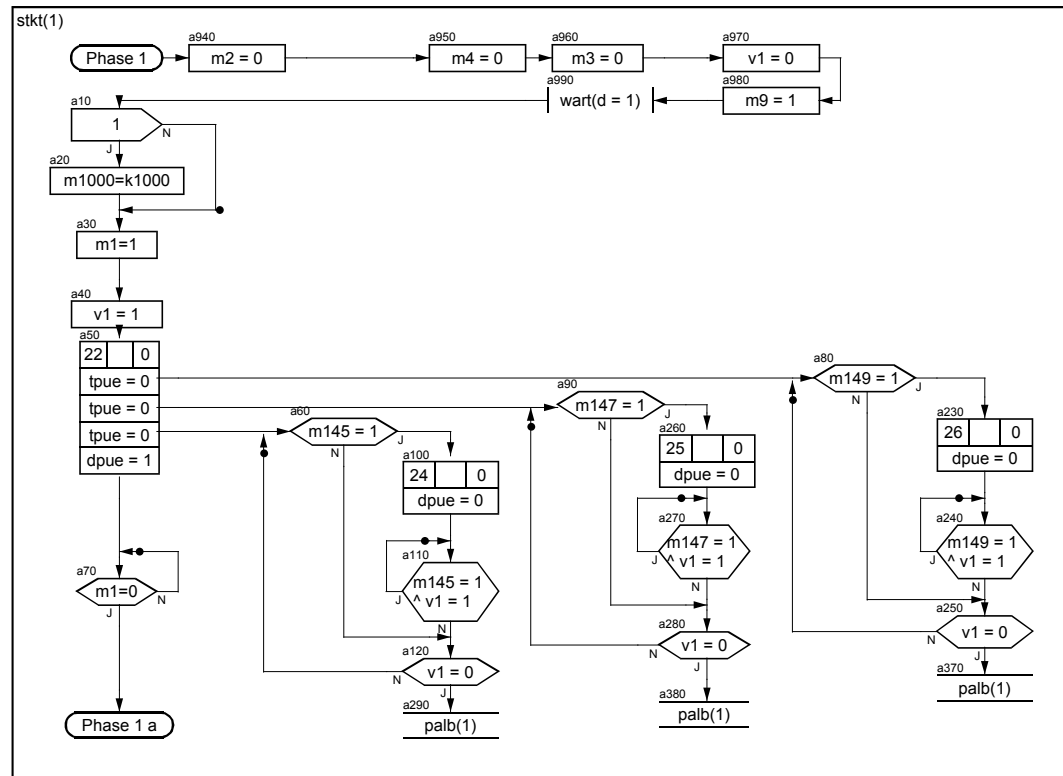 stkt(1)
a940 a950 a960 a970
Phase 1 m2 = 0 m4 = 0 m3 = 0 v1 = 0
a990 a980
wart(d = 1) m9 = 1
a10
1
N
J
a20
m1000=k1000
a30
m1=1
a40
v1 = 1
a50
22 0
tpue = 0
tpue = 0
tpue = 0
dpue = 1
a70
m1=0
N
J
Phase 1 a
a60
m145 = 1
J
N
a100
24 0
dpue = 0
a110
m145 = 1
^ v1 = 1
J
N
a120
v1 = 0
N
J
a290
palb(1)
a90
m147 = 1
J
N
a260
25 0
dpue = 0
a270
m147 = 1
^ v1 = 1
J
N
a280
v1 = 0
N
J
a380
palb(1)
a80
m149 = 1
J
N
a230
26 0
dpue = 0
a240
m149 = 1
^ v1 = 1
J
N
a250
v1 = 0
N
J
a370
palb(1)